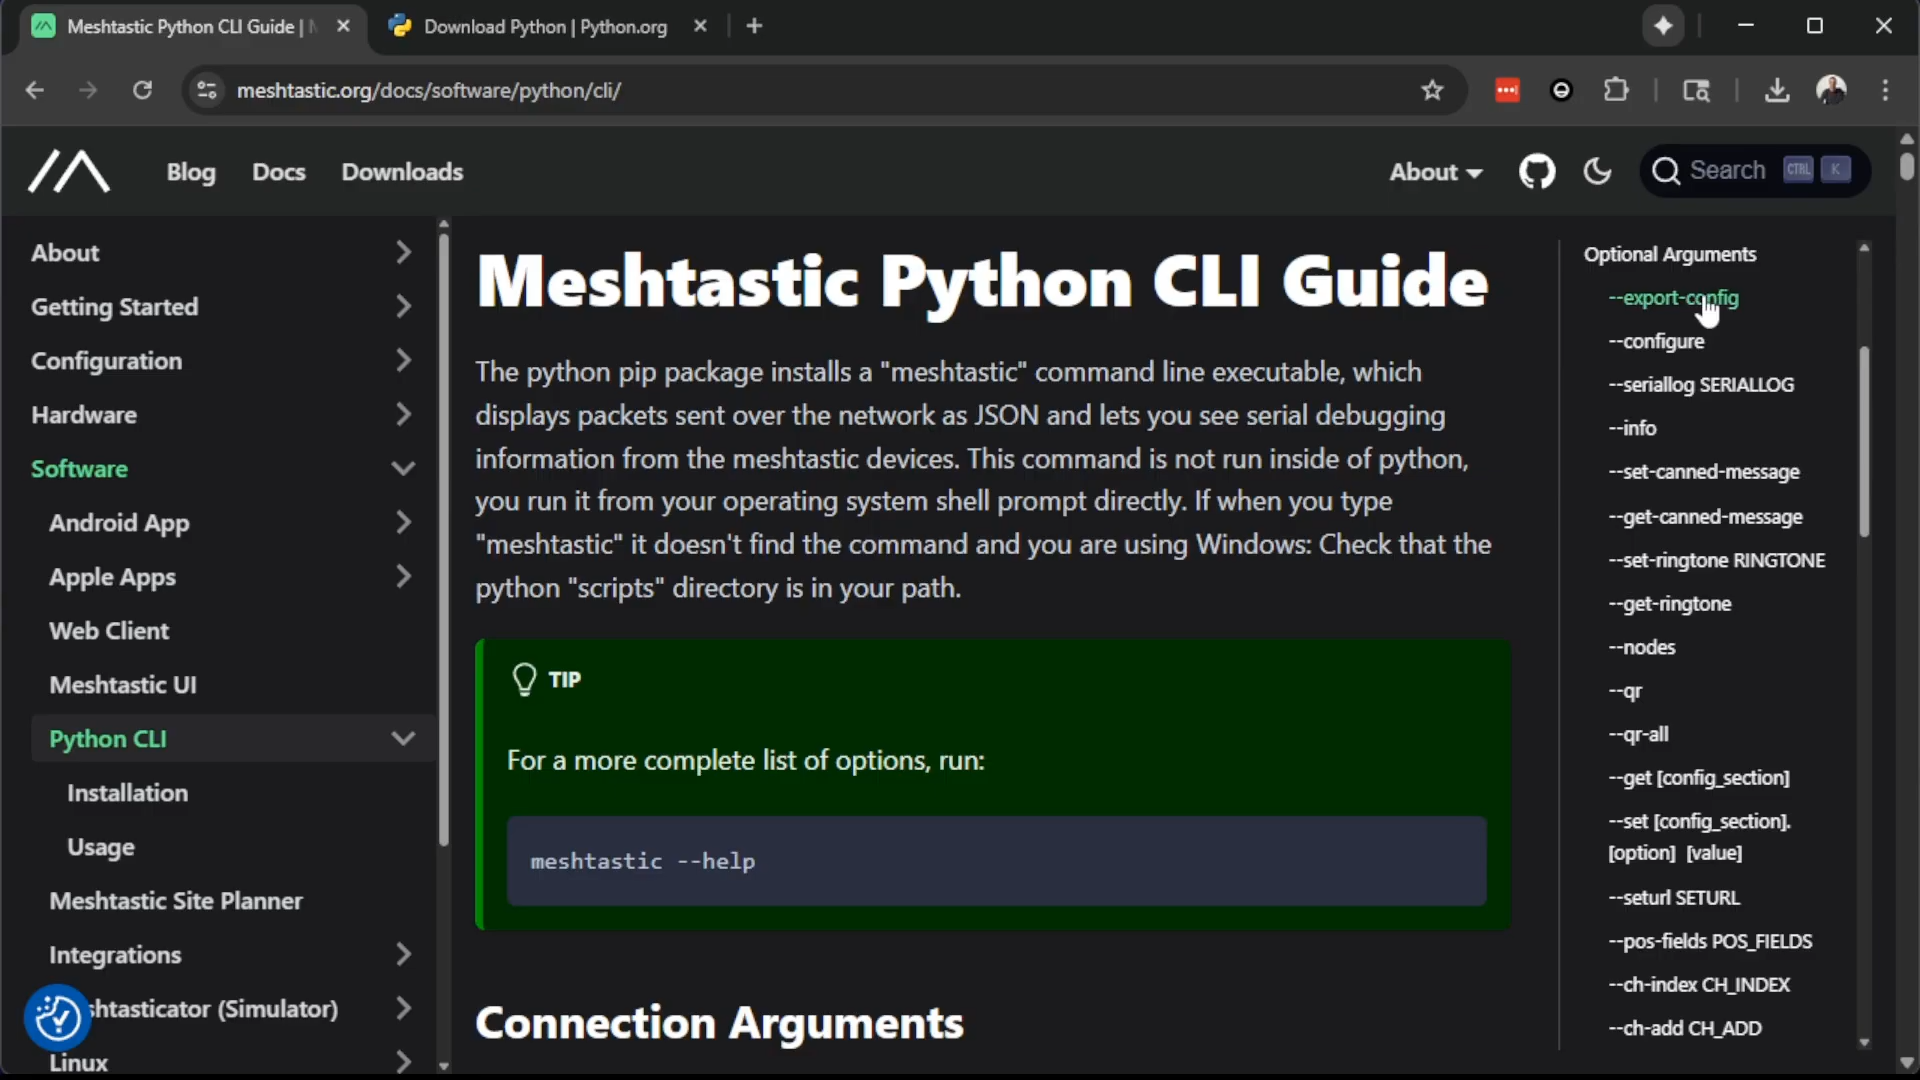 Meshtastic Python CLI Guide |
Download Python | Python.org
meshtastic.org/docs/software/python/cli/
Blog
Docs
Downloads
About
Search
CTRL
K
About
Getting Started
Configuration
Hardware
Software
Android App
Apple Apps
Web Client
Meshtastic UI
Python CLI
Installation
Usage
Meshtastic Site Planner
Integrations
shtasticator (Simulator)
Linux
Meshtastic Python CLI Guide
The python pip package installs a "meshtastic" command line executable, which
displays packets sent over the network as JSON and lets you see serial debugging
information from the meshtastic devices. This command is not run inside of python,
you run it from your operating system shell prompt directly. If when you type
"meshtastic" it doesn't find the command and you are using Windows: Check that the
python "scripts" directory is in your path.
TIP
For a more complete list of options, run:
meshtastic --help
Connection Arguments
Optional Arguments
--export-config
--configure
--seriallog SERIALLOG
--info
--set-canned-message
--get-canned-message
--set-ringtone RINGTONE
--get-ringtone
--nodes
--qr
--qr-all
--get [config_section]
--set [config_section].
[option] [value]
--seturl SETURL
--pos-fields POS_FIELDS
--ch-index CH_INDEX
--ch-add CH_ADD